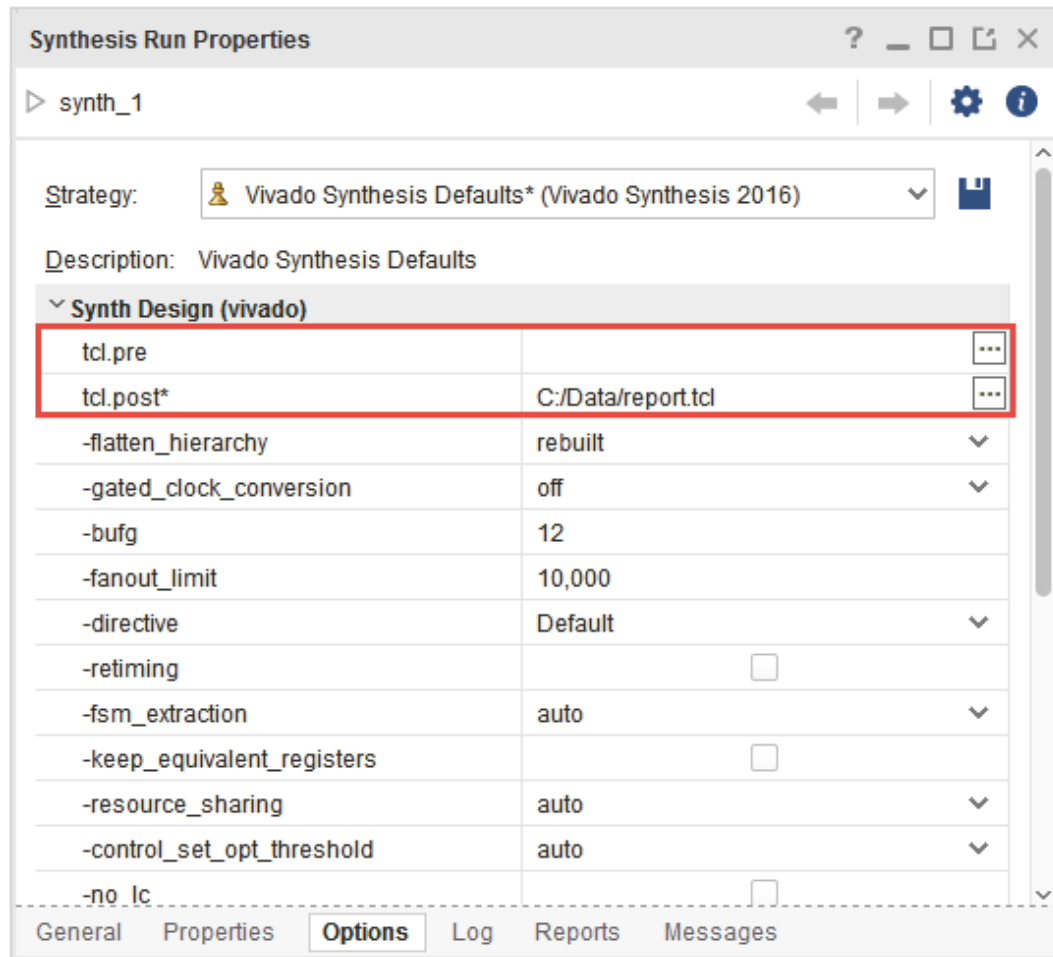 Synthesis Run Properties ?
synth_1
Strategy: Vivado Synthesis Defaults* (Vivado Synthesis 2016)
Description: Vivado Synthesis Defaults
Synth Design (vivado)
tcl.pre ...
tcl.post* C:/Data/report.tcl ...
-flatten_hierarchy rebuilt
-gated_clock_conversion off
-bufg 12
-fanout_limit 10,000
-directive Default
-retiming
-fsm_extraction auto
-keep_equivalent_registers
-resource_sharing auto
-control_set_opt_threshold auto
-no_lc
General Properties Options Log Reports Messages